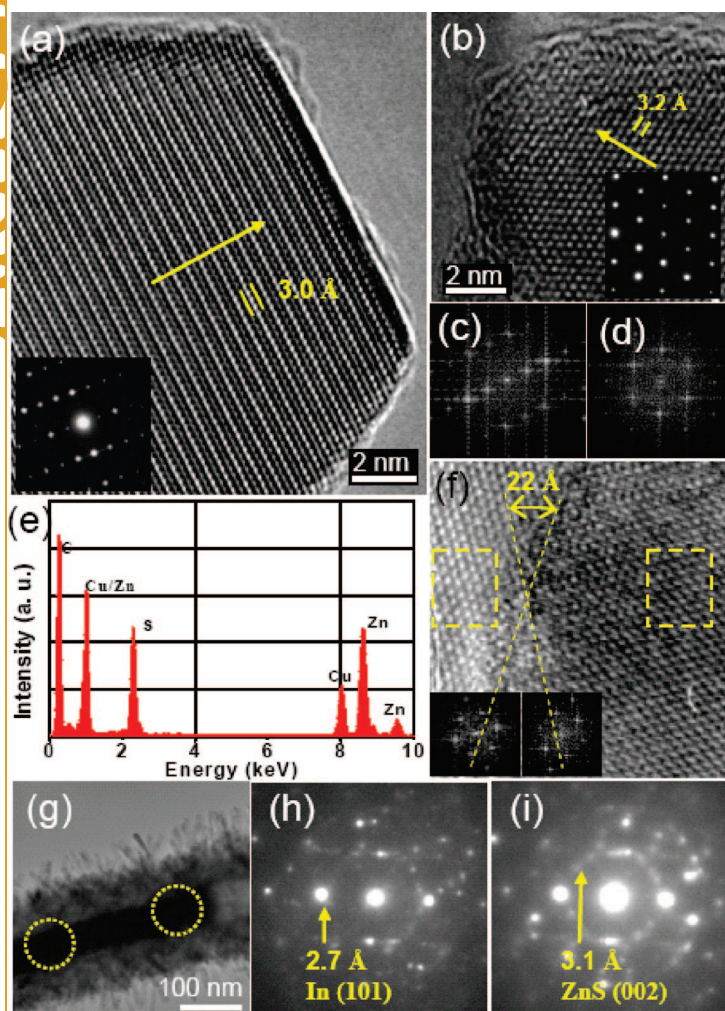 (a)
3.0 Å
2 nm
(b)
3.2 Å
2 nm
(c)
(d)
(e)
Intensity (a. u.)
C
Cu/Zn
S
Cu
Zn
Zn
0 2 4 6 8 10
Energy (keV)
(f)
22 Å
(g)
100 nm
(h)
2.7 Å
In (101)
(i)
3.1 Å
ZnS (002)